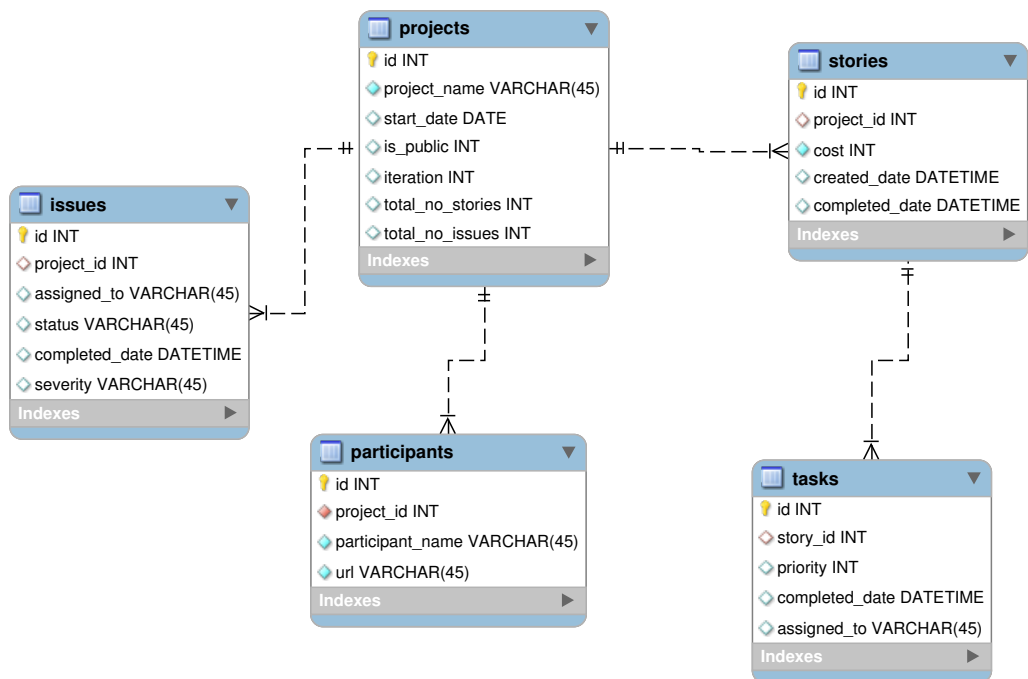 projects
id INT
project_name VARCHAR(45)
start_date DATE
is_public INT
iteration INT
total_no_stories INT
total_no_issues INT
Indexes
stories
id INT
project_id INT
cost INT
created_date DATETIME
completed_date DATETIME
Indexes
issues
id INT
project_id INT
assigned_to VARCHAR(45)
status VARCHAR(45)
completed_date DATETIME
severity VARCHAR(45)
Indexes
participants
id INT
project_id INT
participant_name VARCHAR(45)
url VARCHAR(45)
Indexes
tasks
id INT
story_id INT
priority INT
completed_date DATETIME
assigned_to VARCHAR(45)
Indexes